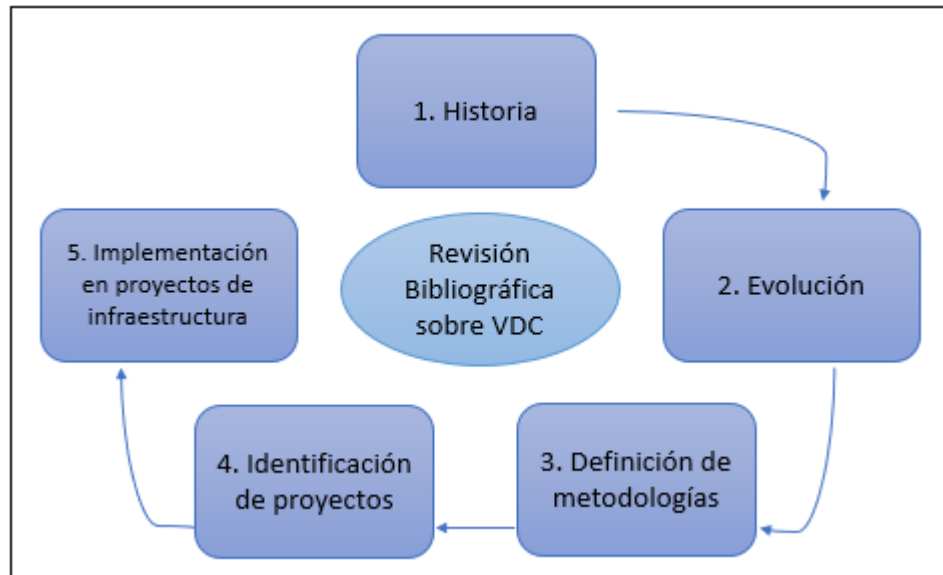 1. Historia
2. Evolución
3. Definición de
metodologías
4. Identificación
de proyectos
5. Implementación
en proyectos de
infraestructura
Revisión
Bibliográfica
sobre VDC